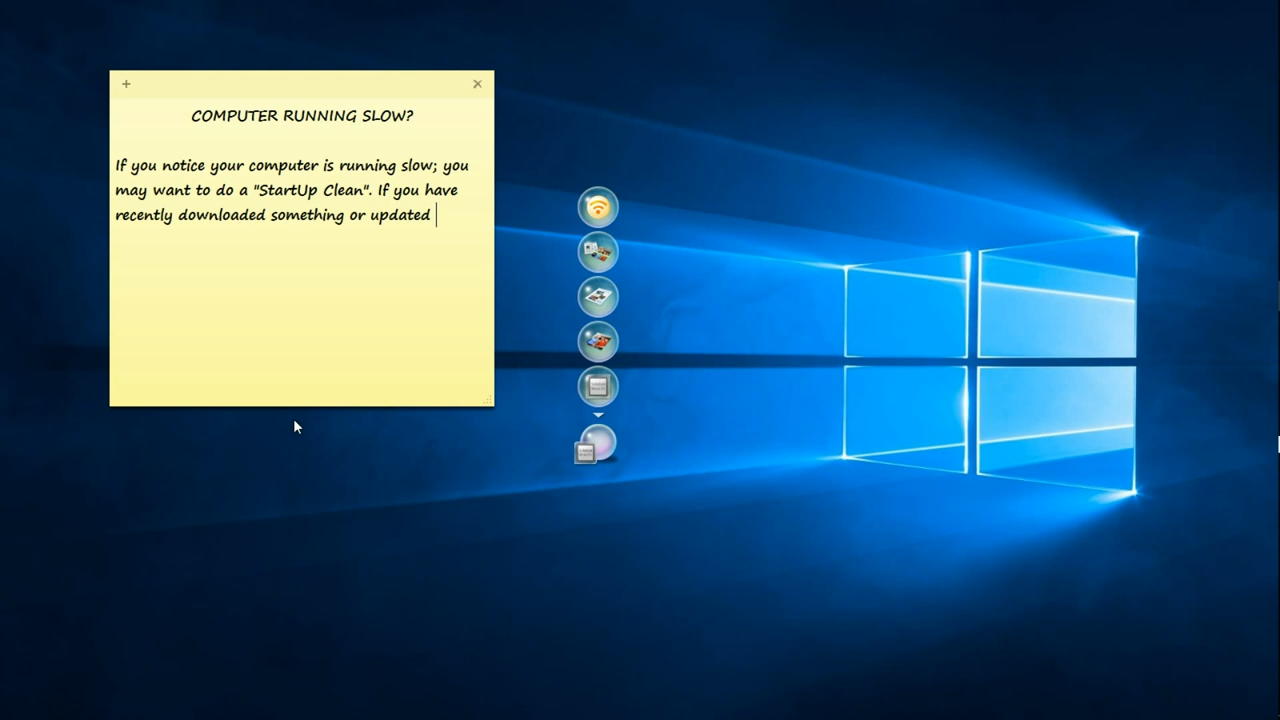 COMPUTER RUNNING SLOW?
If you notice your computer is running slow; you
may want to do a "StartUp Clean". If you have
recently downloaded something or updated